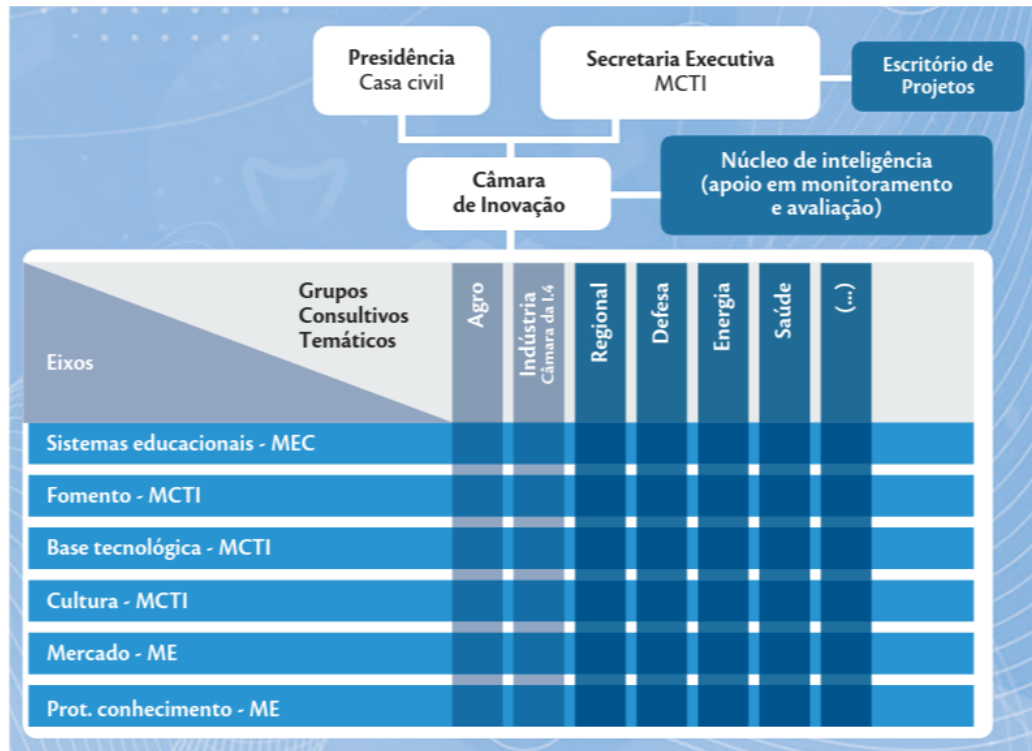 Presidência
Casa civil
Secretaria Executiva
MCTI
Escritório de
Projetos
Câmara
de Inovação
Núcleo de inteligência
(apoio em monitoramento
e avaliação)
Grupos
Consultivos
Temáticos
Eixos
Agro
Indústria
Câmara da I.4
Regional
Defesa
Energia
Saúde
(...)
Sistemas educacionais - MEC
Fomento - MCTI
Base tecnológica - MCTI
Cultura - MCTI
Mercado - ME
Prot. conhecimento - ME